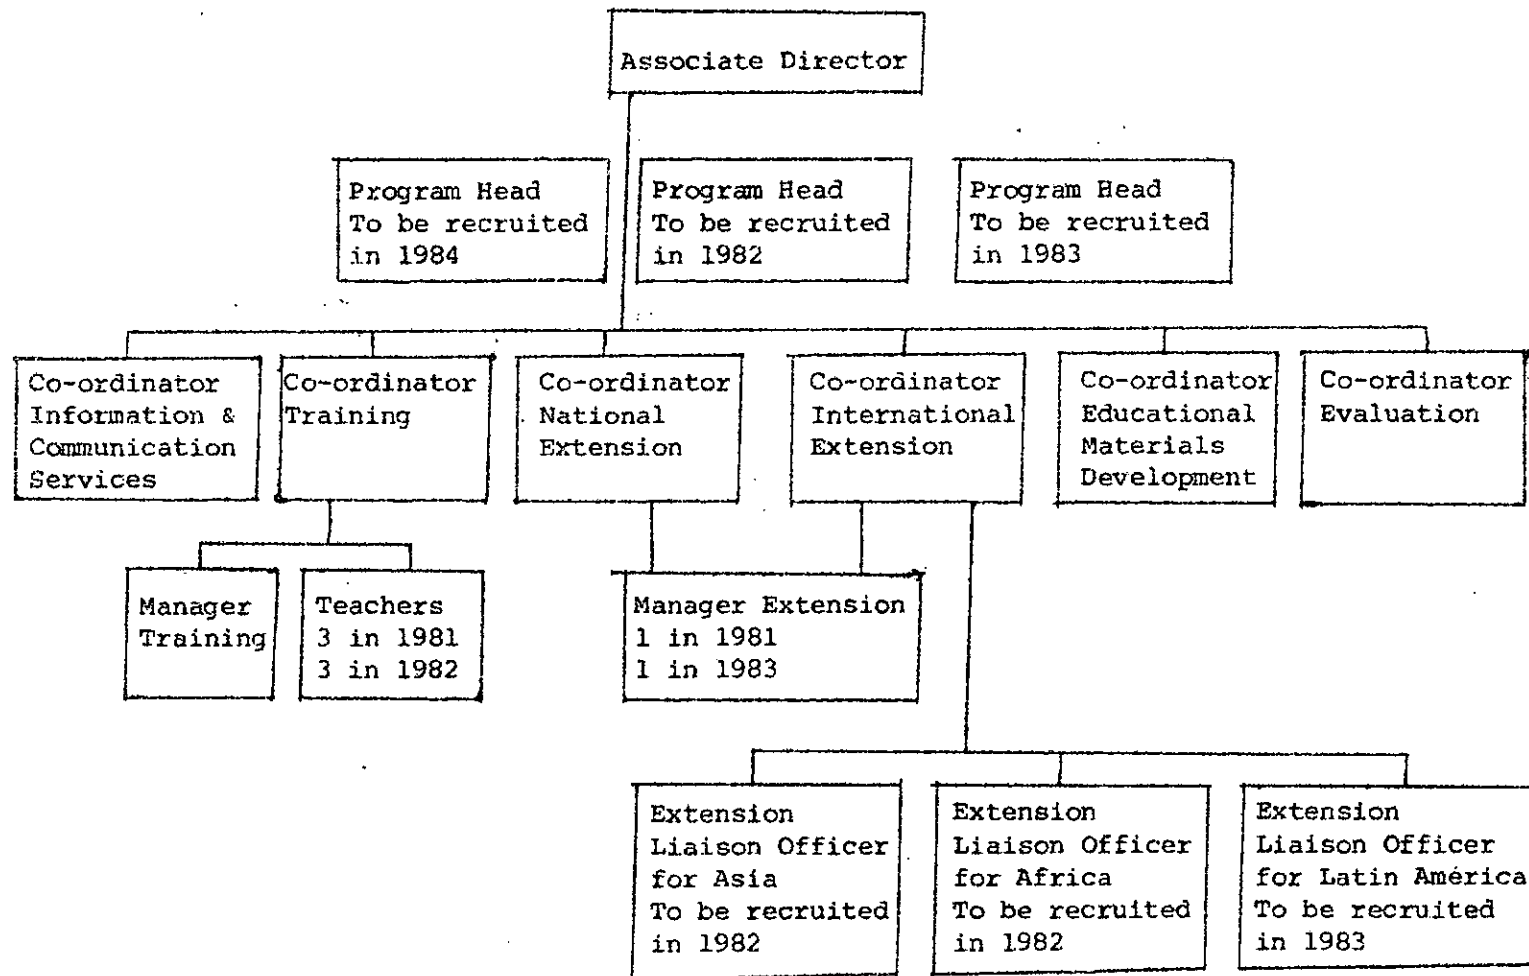 Associate Director
Program Head
To be recruited
in 1984
Program Head
To be recruited
in 1982
Program Head
To be recruited
in 1983
Co-ordinator
Information &
Communication
Services
Co-ordinator
Training
Co-ordinator
National
Extension
Co-ordinator
International
Extension
Co-ordinator
Educational
Materials
Development
Co-ordinator
Evaluation
Manager
Training
Teachers
3 in 1981
3 in 1982
Manager Extension
1 in 1981
1 in 1983
Extension
Liaison Officer
for Asia
To be recruited
in 1982
Extension
Liaison Officer
for Africa
To be recruited
in 1982
Extension
Liaison Officer
for Latin América
To be recruited
in 1983